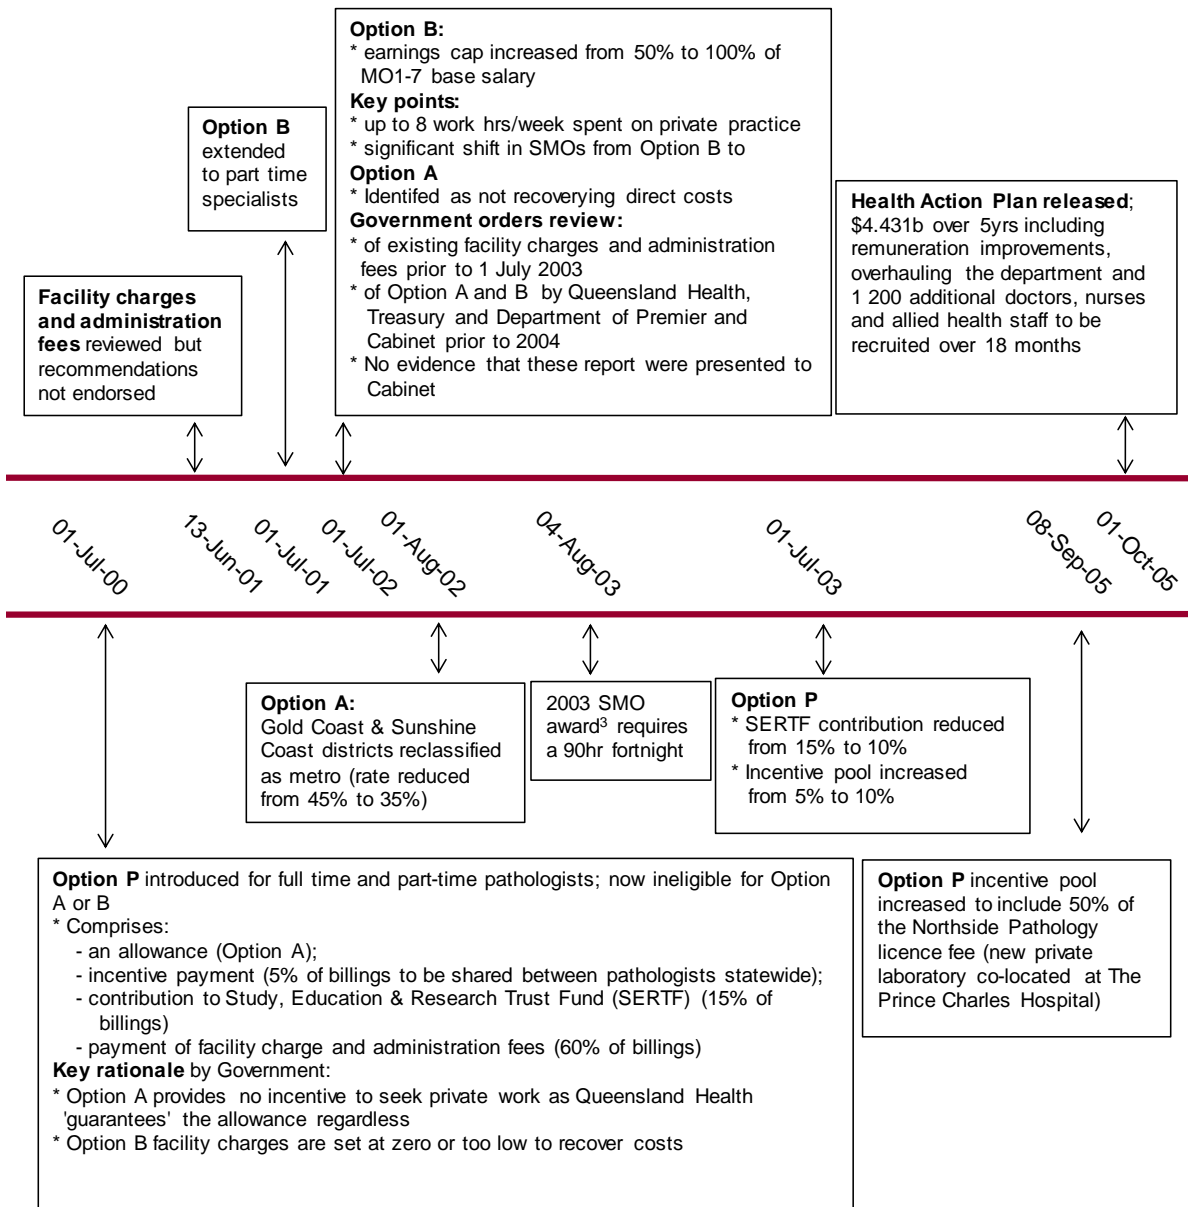 Option B:
* earnings cap increased from 50% to 100% of
MO1-7 base salary
Key points:
* up to 8 work hrs/week spent on private practice
* significant shift in SMOs from Option B to
Option A
* Identifed as not recoverying direct costs
Government orders review:
* of existing facility charges and administration
fees prior to 1 July 2003
* of Option A and B by Queensland Health,
Treasury and Department of Premier and
Cabinet prior to 2004
* No evidence that these report were presented to
Cabinet
Option B
extended
to part time
specialists
Health Action Plan released;
$4.431b over 5yrs including
remuneration improvements,
overhauling the department and
1 200 additional doctors, nurses
and allied health staff to be
recruited over 18 months
Facility charges
and administration
fees reviewed but
recommendations
not endorsed
01-Jul-00
13-Jun-01
01-Jul-01
01-Jul-02
01-Aug-02
04-Aug-03
01-Jul-03
08-Sep-05
01-Oct-05
Option A:
Gold Coast & Sunshine
Coast districts reclassified
as metro (rate reduced
from 45% to 35%)
2003 SMO
award³ requires
a 90hr fortnight
Option P
* SERTF contribution reduced
from 15% to 10%
* Incentive pool increased
from 5% to 10%
Option P introduced for full time and part-time pathologists; now ineligible for Option
A or B
* Comprises:
- an allowance (Option A);
- incentive payment (5% of billings to be shared between pathologists statewide);
- contribution to Study, Education & Research Trust Fund (SERTF) (15% of
billings)
- payment of facility charge and administration fees (60% of billings)
Key rationale by Government:
* Option A provides no incentive to seek private work as Queensland Health
'guarantees' the allowance regardless
* Option B facility charges are set at zero or too low to recover costs
Option P incentive pool
increased to include 50% of
the Northside Pathology
licence fee (new private
laboratory co-located at The
Prince Charles Hospital)